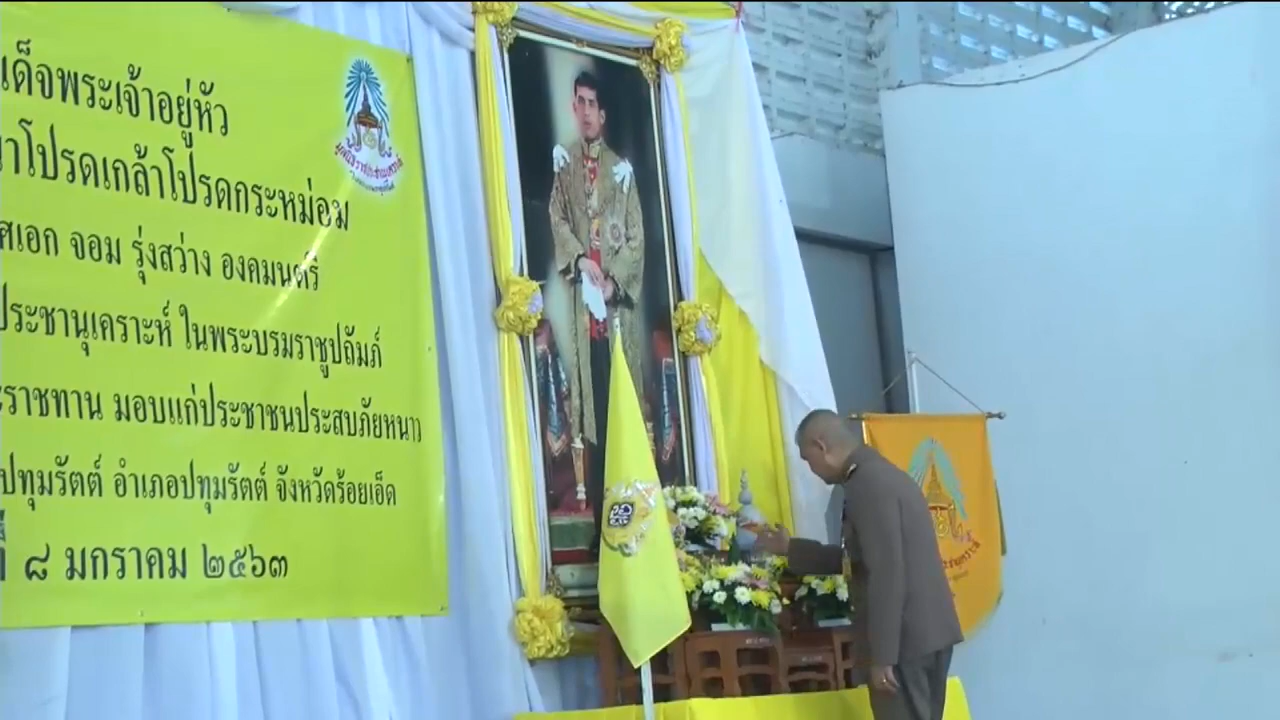 เด็จพระเจ้าอยู่หัว
าโปรดเกล้าโปรดกระหม่อม
ศเอก จอม รุ่งสว่าง องคมนตรี
ประชานุเคราะห์ ในพระบรมราชูปถัมภ์
ะราชทาน มอบแก่ประชาชนประสบภัยหนาว
ปทุมรัตต์ อำเภอปทุมรัตต์ จังหวัดร้อยเอ็ด
ที่ ๘ มกราคม ๒๕๖๓